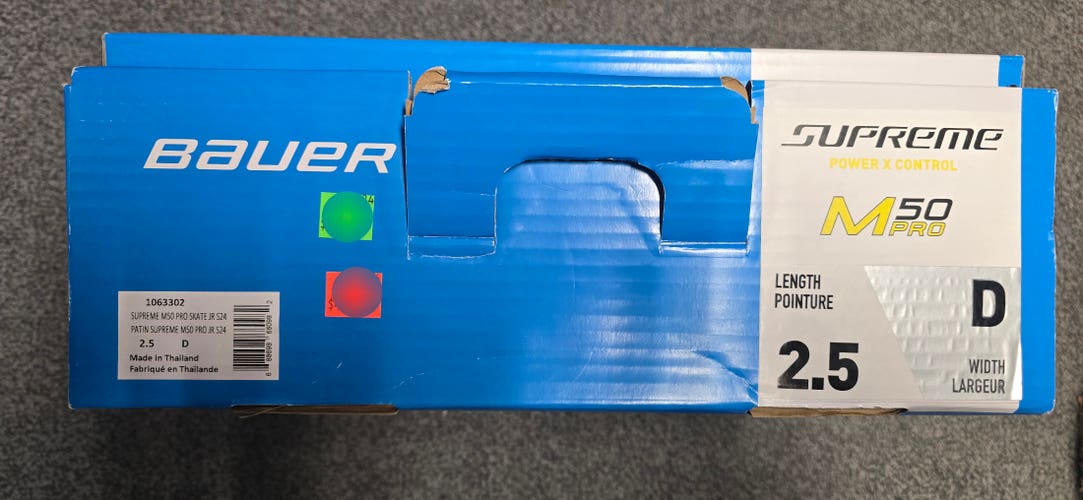 BAUER
1063302
SUPREME M50 PRO SKATE JR S24
PATIN SUPREME M50 PRO JR S24
2.5 D
Made in Thailand
Fabriqué en Thaïlande
SUPREME
POWER X CONTROL
M50
PRO
LENGTH
POINTURE
2.5
D
WIDTH
LARGEUR